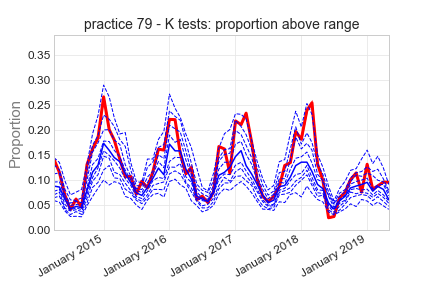 practice 79 - K tests: proportion above range
Proportion
0.35
0.30
0.25
0.20
0.15
0.10
0.05
0.00
January 2015
January 2016
January 2017
January 2018
January 2019